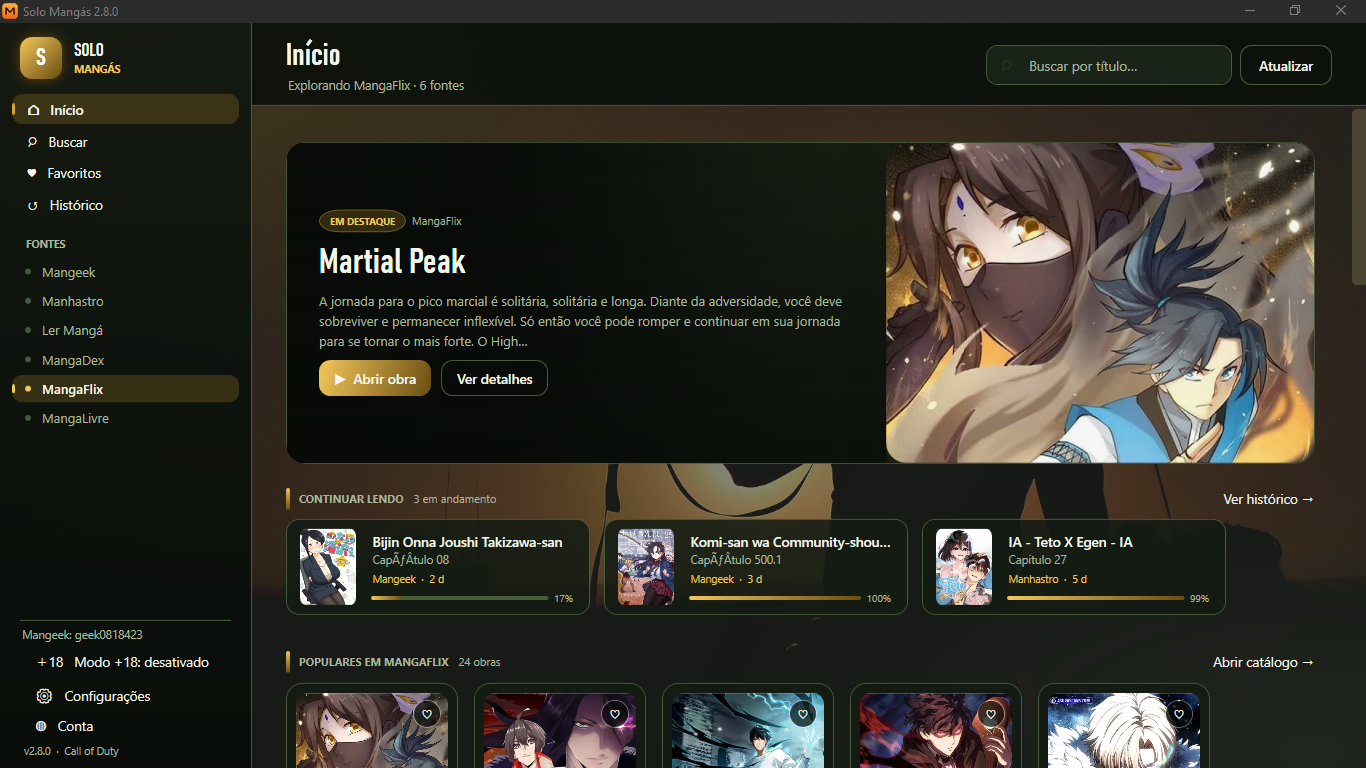 Solo Mangás 2.8.0
S
SOLO
MANGÁS
Início
Buscar
Favoritos
Histórico
FONTES
Mangeek
Manhastro
Ler Mangá
MangaDex
MangaFlix
MangaLivre
Mangeek: geek0818423
+18 Modo +18: desativado
Configurações
Conta
v2.8.0 · Call of Duty
Início
Explorando MangaFlix · 6 fontes
Buscar por título...
Atualizar
EM DESTAQUE MangaFlix
Martial Peak
A jornada para o pico marcial é solitária, solitária e longa. Diante da adversidade, você deve
sobreviver e permanecer inflexível. Só então você pode romper e continuar em sua jornada
para se tornar o mais forte. O High...
▶ Abrir obra
Ver detalhes
CONTINUAR LENDO 3 em andamento
Ver histórico →
Bijin Onna Joushi Takizawa-san
CapÃƒÂ­tulo 08
Mangeek · 2 d
17%
Komi-san wa Community-shou...
CapÃƒÂ­tulo 500.1
Mangeek · 3 d
100%
IA - Teto X Egen - IA
Capitulo 27
Manhastro · 5 d
99%
POPULARES EM MANGAFLIX 24 obras
Abrir catálogo →